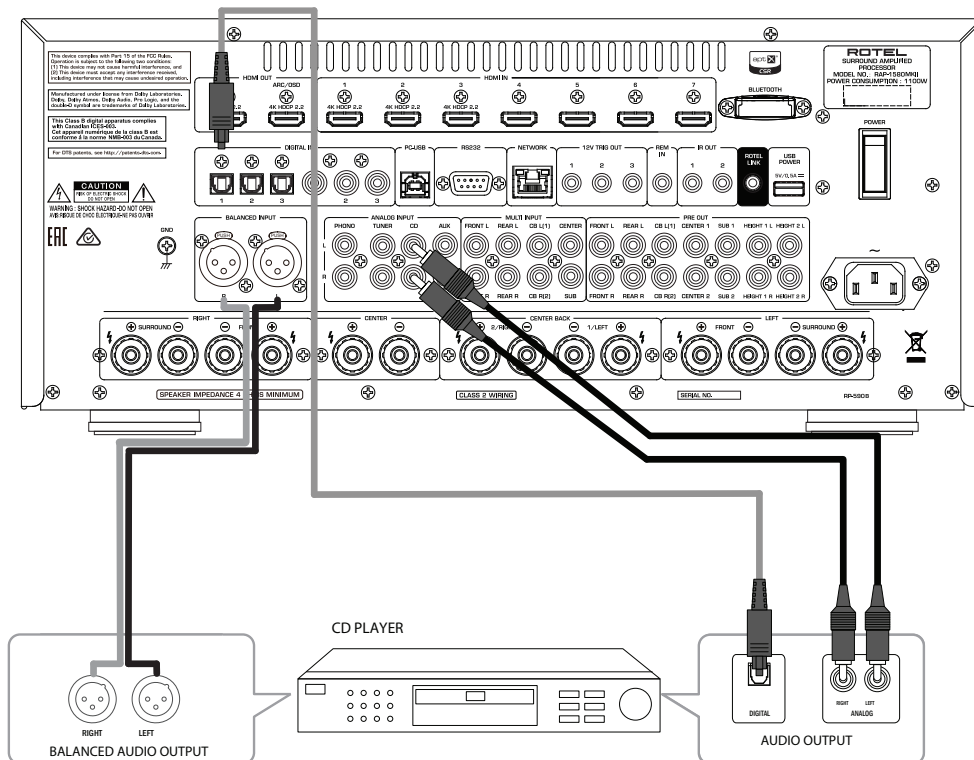 This device complies with Part 15 of the FCC Rules.
Operation is subject to the following two conditions:
(1) This device may not cause harmful interference, and
(2) This device must accept any interference received,
including interference that may cause undesired operation.
Manufactured under license from Dolby Laboratories,
Dolby, Dolby Atmos, Dolby Audio, Pro Logic, and the
double-D symbol are trademarks of Dolby Laboratories.
This Class B digital apparatus complies
with Canadian ICES-003.
Cet appareil numérique de la class B est
conforme à la norme NMB-003 du Canada.
For DTS patents, see http://patents.dts.com.
CAUTION
RISK OF ELECTRIC SHOCK
DO NOT OPEN
WARNING : SHOCK HAZARD-DO NOT OPEN
AVIS:RISQUE DE CHOC ÉLECTRIQUE-NE PAS OUVRIR
EAC
GND
HDMI OUT
ARC/OSD
HDMI IN
1 2 3 4 5 6 7
2.2
4K HDCP 2.2
4K HDCP 2.2
4K HDCP 2.2
4K HDCP 2.2
aptX
CSR
BLUETOOTH
ROTEL
SURROUND AMPLIFIED
PROCESSOR
MODEL NO.: RAP-1580MKII
POWER CONSUMPTION : 1100W
POWER
DIGITAL IN
1 2 3 2 3
PC-USB
RS232
NETWORK
12V TRIG OUT
1 2 3
REM
IN
IR OUT
1 2
ROTEL
LINK
USB
POWER
5V/0.5A
BALANCED INPUT
PUSH
PUSH
ANALOG INPUT
PHONO TUNER CD AUX
L
R
MULTI INPUT
FRONT L REAR L CB L(1) CENTER
R REAR R CB R(2) SUB
PRE OUT
FRONT L REAR L CB L(1) CENTER 1 SUB 1 HEIGHT 1 L HEIGHT 2 L
FRONT R REAR R CB R(2) CENTER 2 SUB 2 HEIGHT 1 R HEIGHT 2 R
RIGHT
SURROUND
CENTER
CENTER BACK
1/LEFT
LEFT
FRONT
SURROUND
SPEAKER IMPEDANCE 4 MINIMUM
CLASS 2 WIRING
SERIAL NO.
RP-5908
CD PLAYER
RIGHT LEFT
BALANCED AUDIO OUTPUT
DIGITAL
RIGHT LEFT
ANALOG
AUDIO OUTPUT